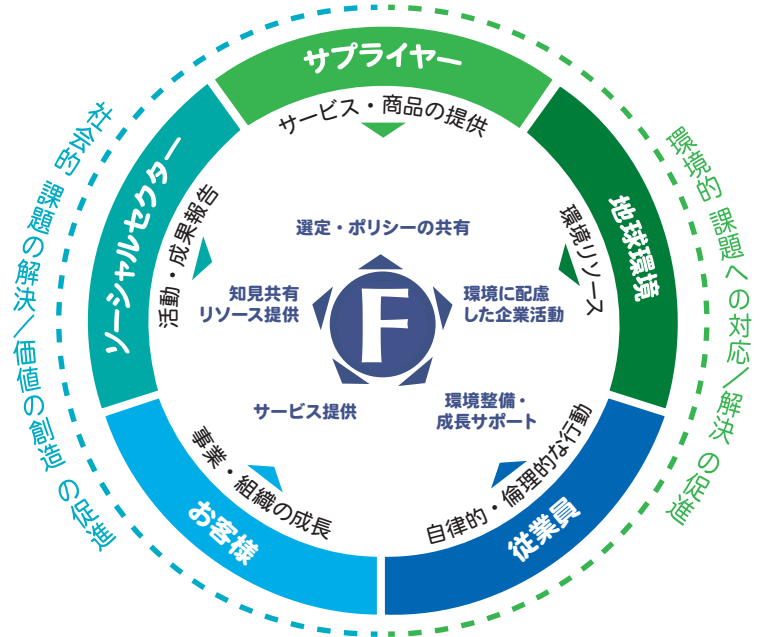 サプライヤー
サービス・商品の提供
選定・ポリシーの共有
地球環境
環境リソース
環境に配慮
した企業活動
従業員
自律的・倫理的な行動
環境整備・
成長サポート
お客様
事業・組織の成長
サービス提供
ソーシャルセクター
活動・成果報告
知見共有
リソース提供
F
社会的 課題の解決／価値の創造 の促進
環境的 課題への対応／解決 の促進